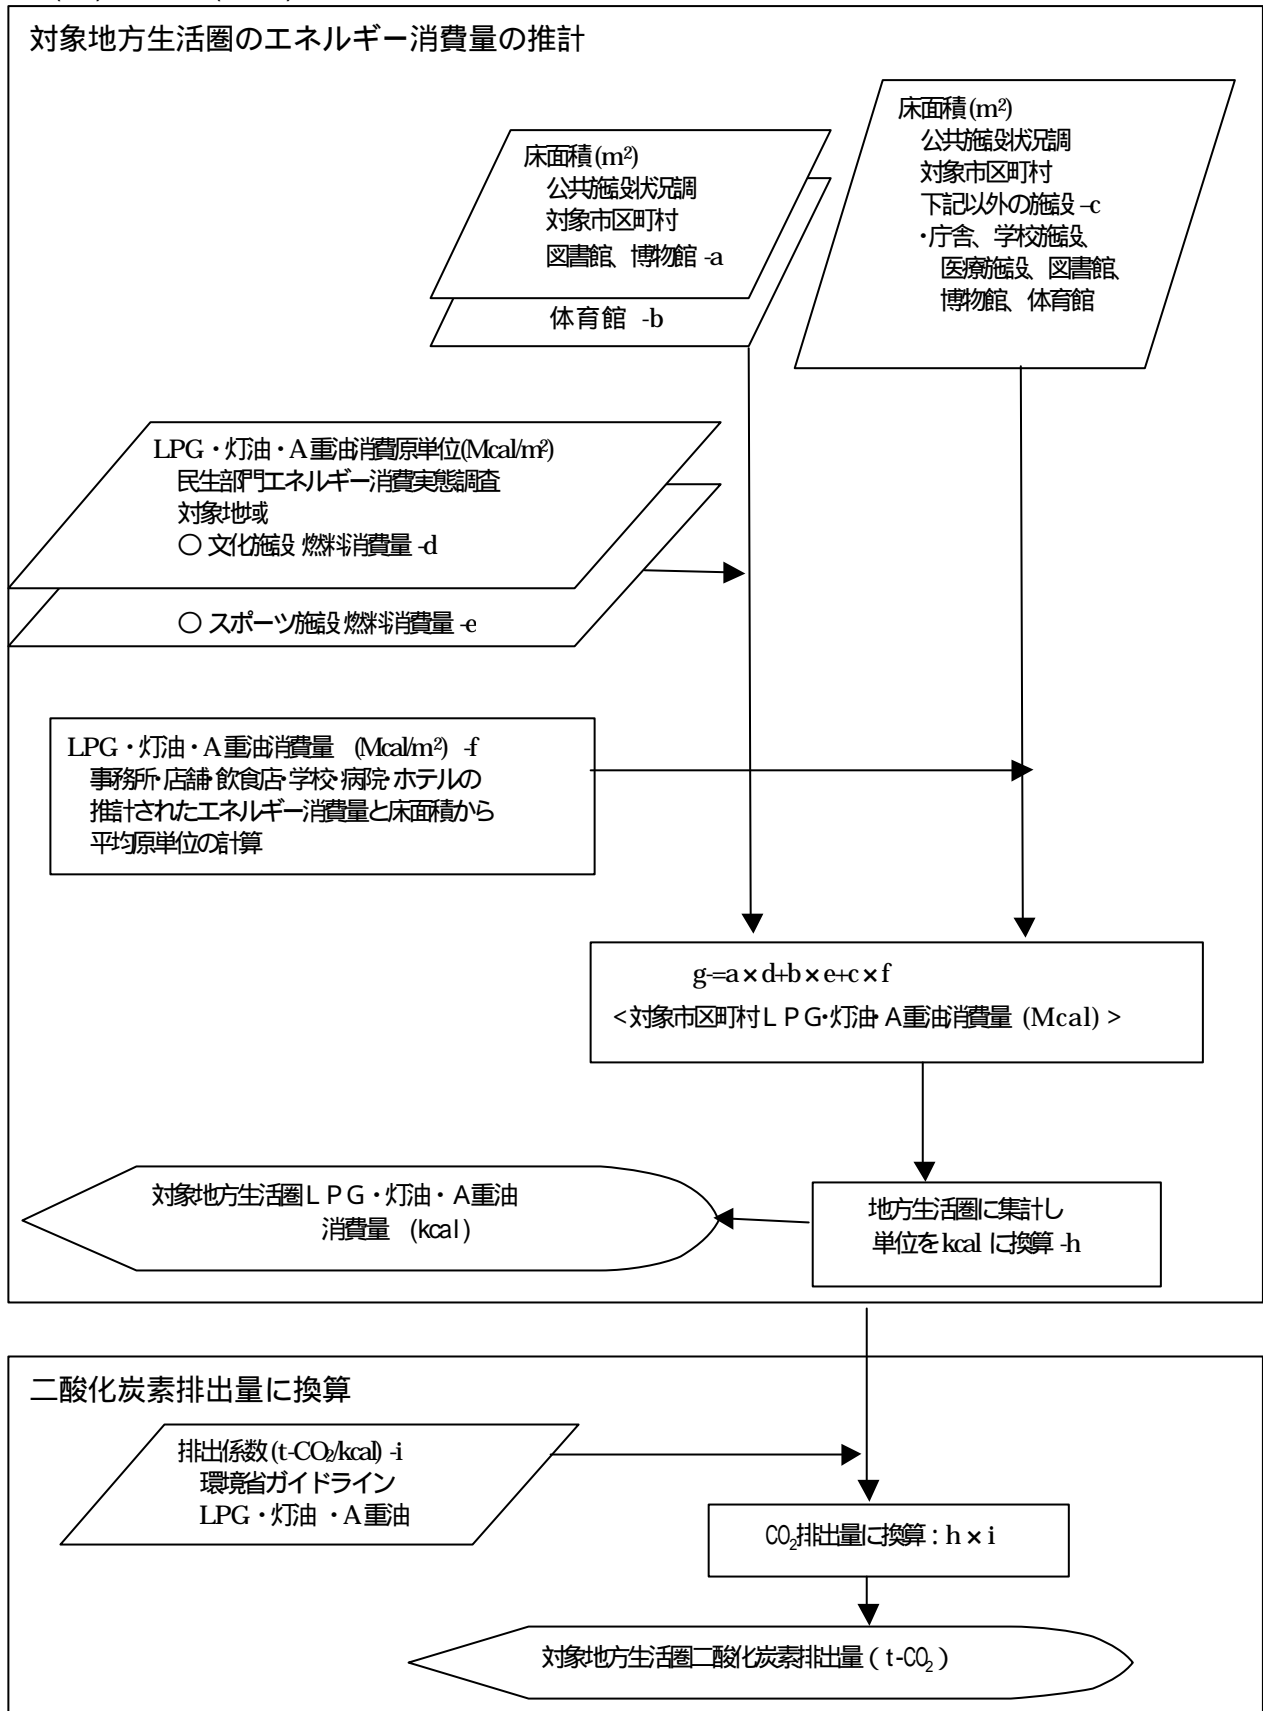 対象地方生活圏のエネルギー消費量の推計
床面積(m²)
公共施設状況調
対象市区町村
図書館、博物館 -a
体育館 -b
床面積(m²)
公共施設状況調
対象市区町村
下記以外の施設 -c
・庁舎、学校施設、
医療施設、図書館、
博物館、体育館
LPG・灯油・A重油消費原単位(Mcal/m²)
民生部門エネルギー消費実態調査
対象地域
○ 文化施設 燃料消費量 -d
○ スポーツ施設 燃料消費量 -e
LPG・灯油・A重油消費量 (Mcal/m²) -f
事務所・店舗・飲食店・学校・病院・ホテルの
推計されたエネルギー消費量と床面積から
平均原単位の計算
g-=a×d+b×e+c×f
<対象市区町村ＬＰＧ・灯油・A重油消費量 (Mcal) >
地方生活圏に集計し
単位をkcal に換算 -h
対象地方生活圏ＬＰＧ・灯油・A重油
消費量 (kcal)
二酸化炭素排出量に換算
排出係数(t-CO₂/kcal) -i
環境省ガイドライン
LPG・灯油 ・A重油
CO₂排出量に換算：h×i
対象地方生活圏二酸化炭素排出量（t-CO₂）